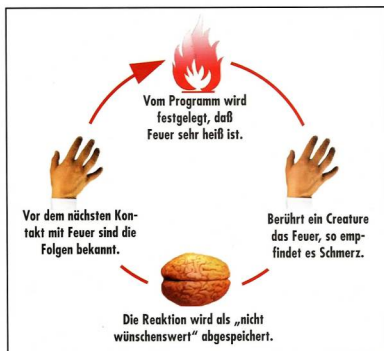 Vom Programm wird
festgelegt, daß
Feuer sehr heiß ist.
Berührt ein Creature
das Feuer, so emp-
findet es Schmerz.
Die Reaktion wird als „nicht
wünschenswert“ abgespeichert.
Vor dem nächsten Kon-
takt mit Feuer sind die
Folgen bekannt.